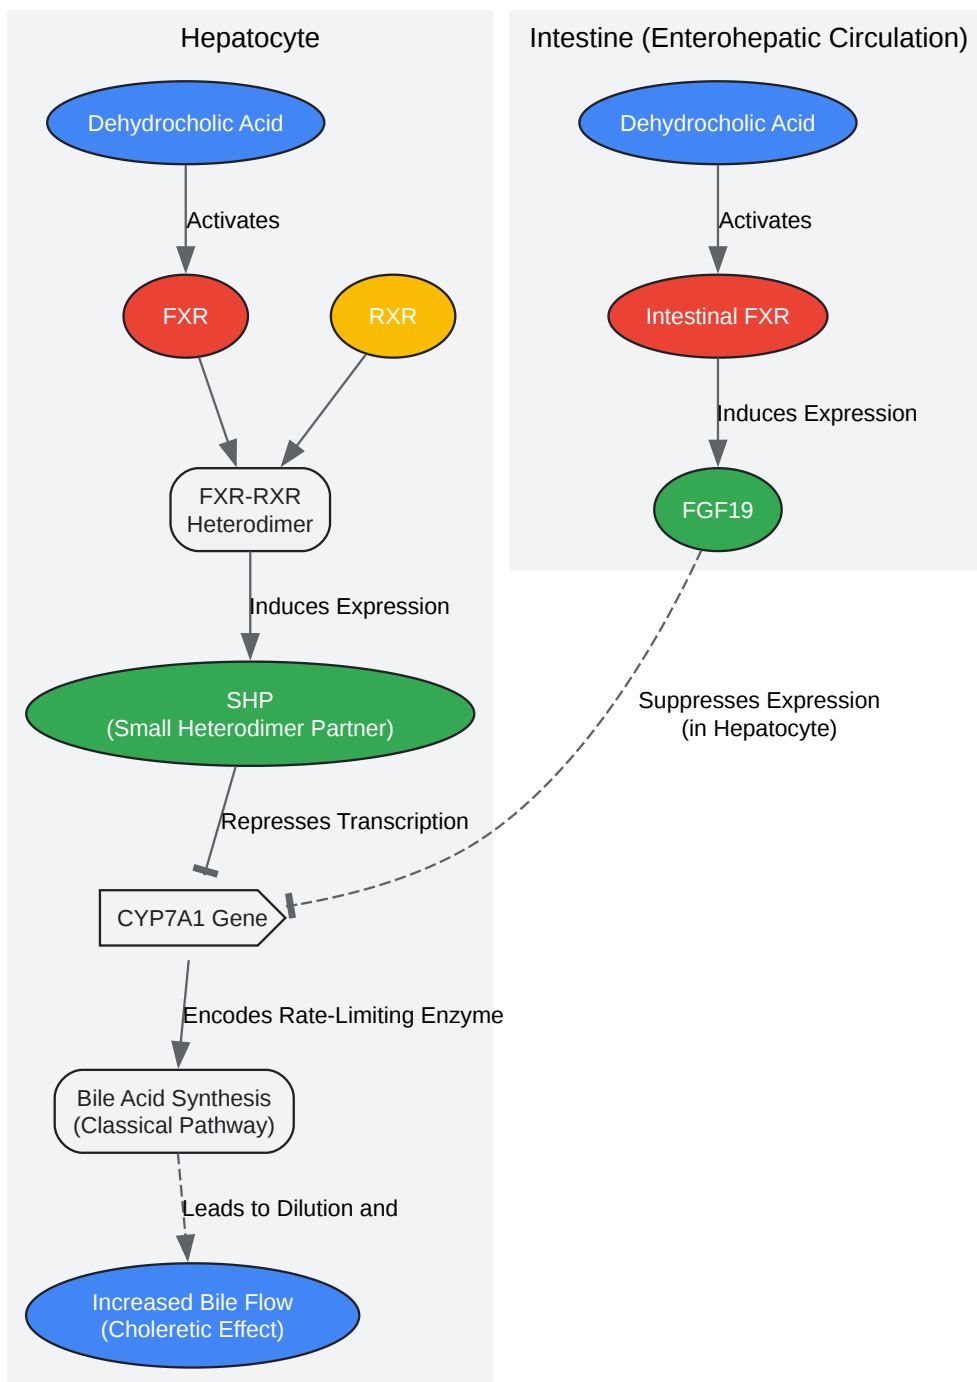 Hepatocyte
Intestine (Enterohepatic Circulation)
Dehydrocholic Acid
Dehydrocholic Acid
Activates
Activates
FXR
RXR
Intestinal FXR
Induces Expression
FXR-RXR
Heterodimer
FGF19
Induces Expression
SHP
(Small Heterodimer Partner)
Suppresses Expression
(in Hepatocyte)
Represses Transcription
CYP7A1 Gene
Encodes Rate-Limiting Enzyme
Bile Acid Synthesis
(Classical Pathway)
Leads to Dilution and
Increased Bile Flow
(Choleretic Effect)